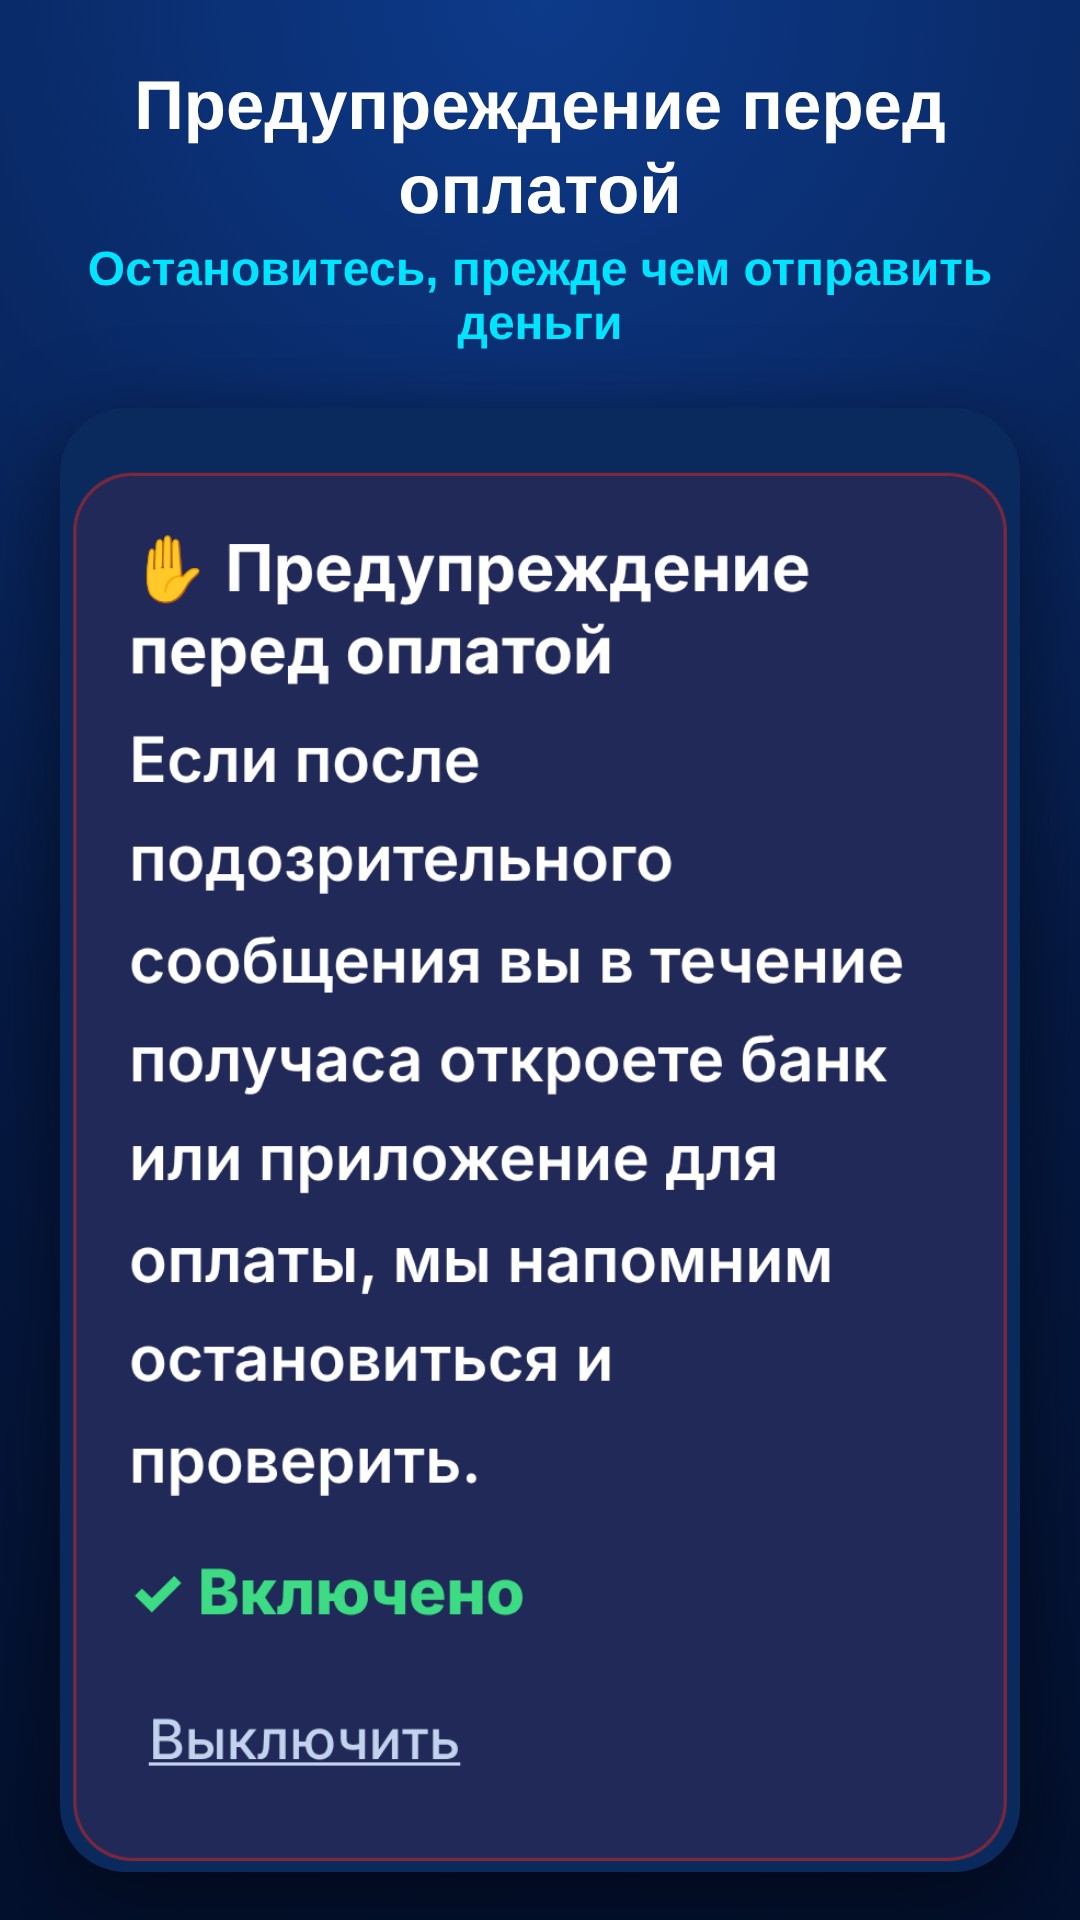 Предупреждение перед
оплатой
Остановитесь, прежде чем отправить
деньги
✋ Предупреждение
перед оплатой
Если после
подозрительного
сообщения вы в течение
получаса откроете банк
или приложение для
оплаты, мы напомним
остановиться и
проверить.
✓ Включено
Выключить